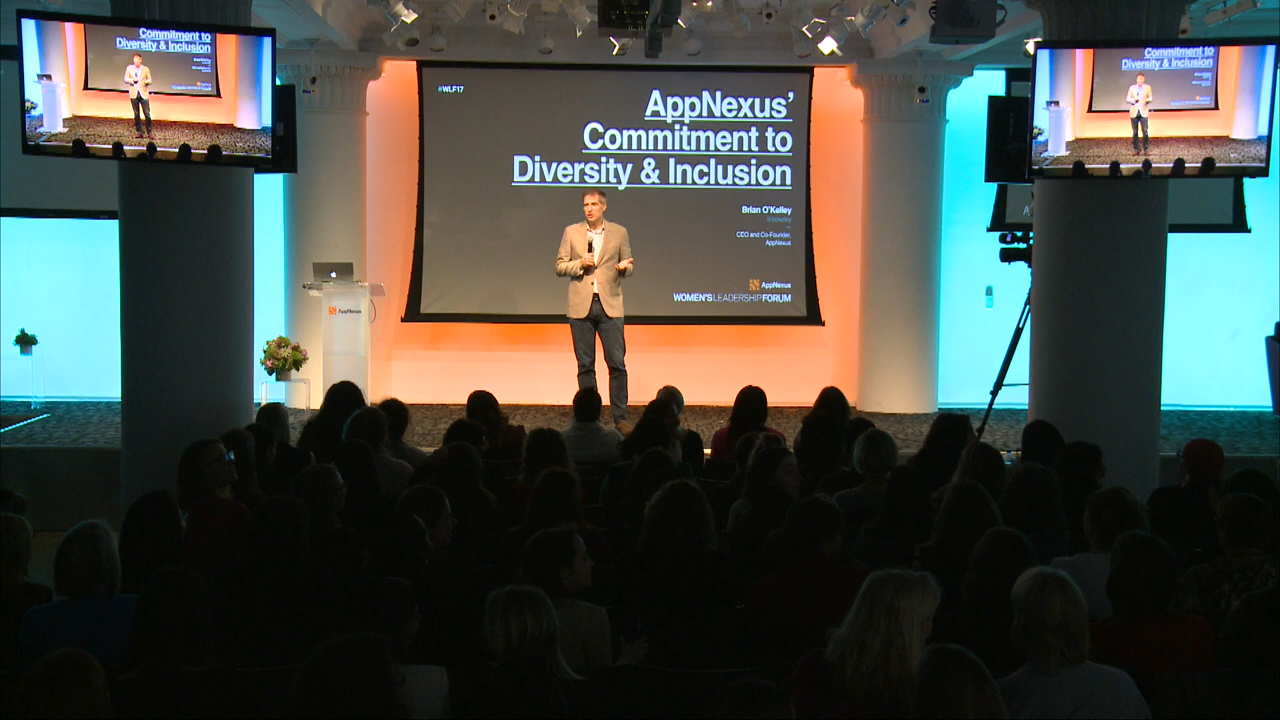 #WLF17
AppNexus'
Commitment to
Diversity & Inclusion
Brian O'Kelley
CEO and Co-Founder,
AppNexus
AppNexus
WOMEN'S LEADERSHIP FORUM
AppNexus
Commitment to
Diversity & Inclusion
Commitment to
Diversity & Inclusion